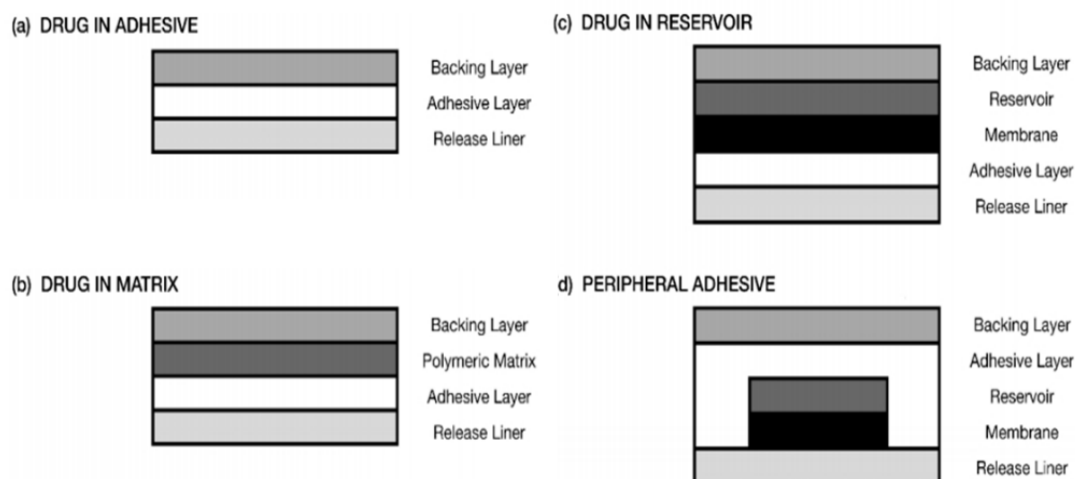 (a) DRUG IN ADHESIVE
Backing Layer
Adhesive Layer
Release Liner
(b) DRUG IN MATRIX
Backing Layer
Polymeric Matrix
Adhesive Layer
Release Liner
(c) DRUG IN RESERVOIR
Backing Layer
Reservoir
Membrane
Adhesive Layer
Release Liner
d) PERIPHERAL ADHESIVE
Backing Layer
Adhesive Layer
Reservoir
Membrane
Release Liner